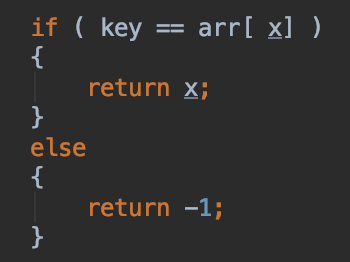 if ( key == arr[ x] )
{
    return x;
}
else
{
    return -1;
}